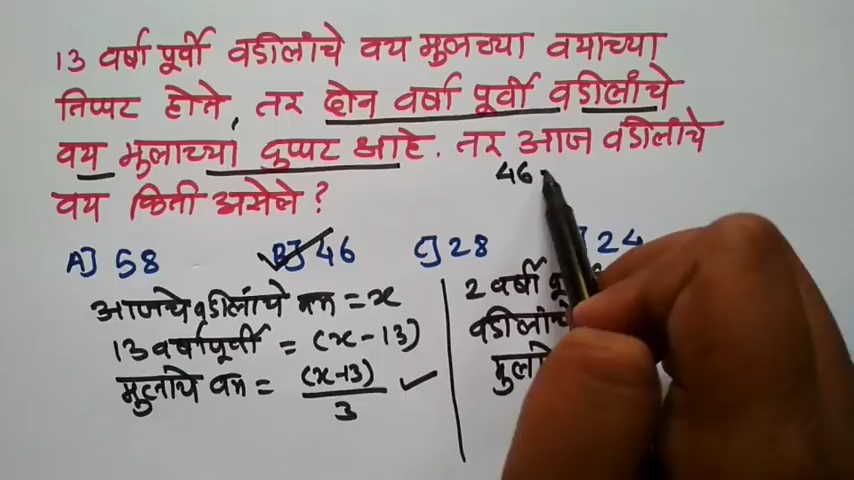 13 वर्षा पूर्वी वडीलांचे वय मुलाच्या वयाच्या
तिप्पट होते, तर दोन वर्षा पूर्वी वडीलांचे
वय मुलाच्या दुप्पट आहे. तर आज वडीलांचे
46
वय किती असेले ?
A] 58 B] 46 C] 28 24
आजचे वडीलांचे वय = x
13 वर्षापूर्वी = (x - 13)
मुलाचे वय = (x-13)
3
2 वर्षा
वडीलांचे